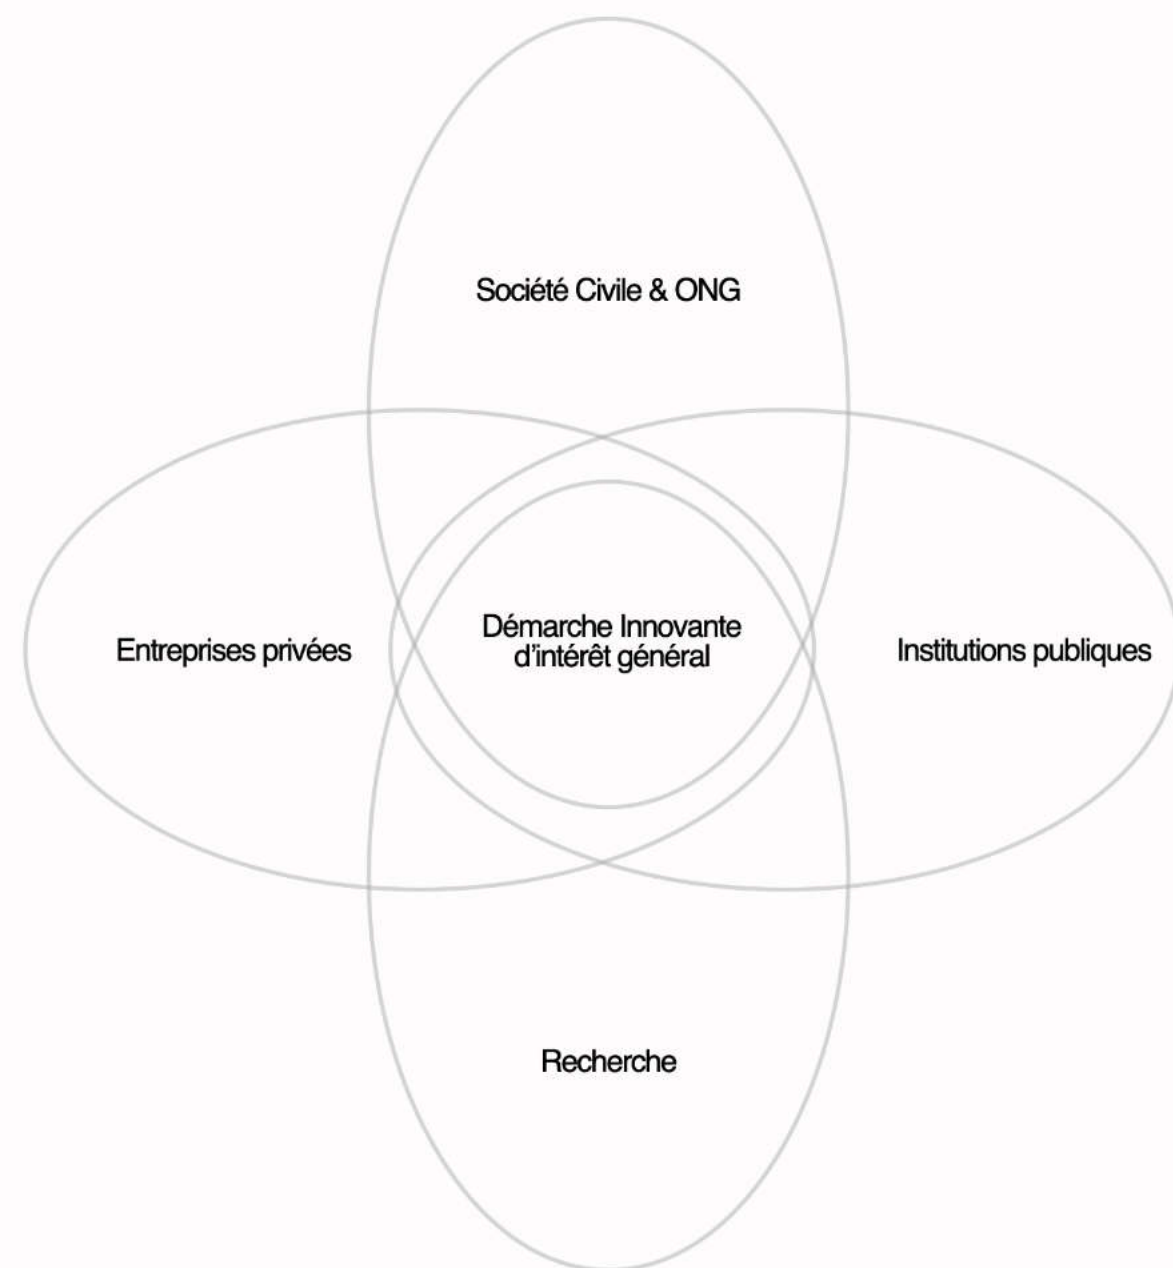 Société Civile & ONG
Entreprises privées
Démarche Innovante
d'intérêt général
Institutions publiques
Recherche